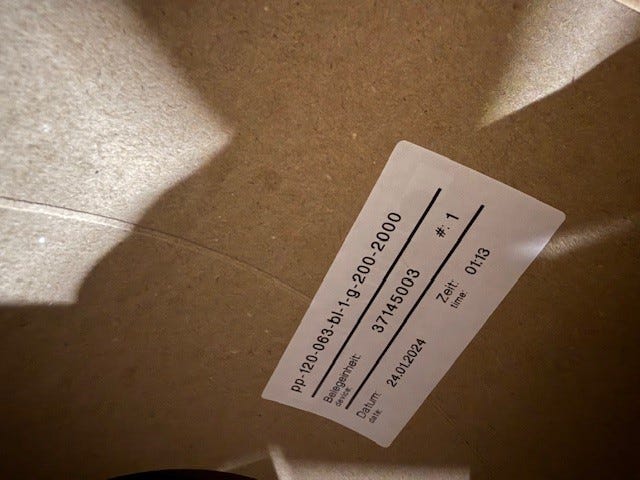 pp-120-063-bl-1-g-200-2000
Belegeinheit: 37145003 #: 1
device:
Datum: 24.01.2024 Zeit: 01:13
date: time: